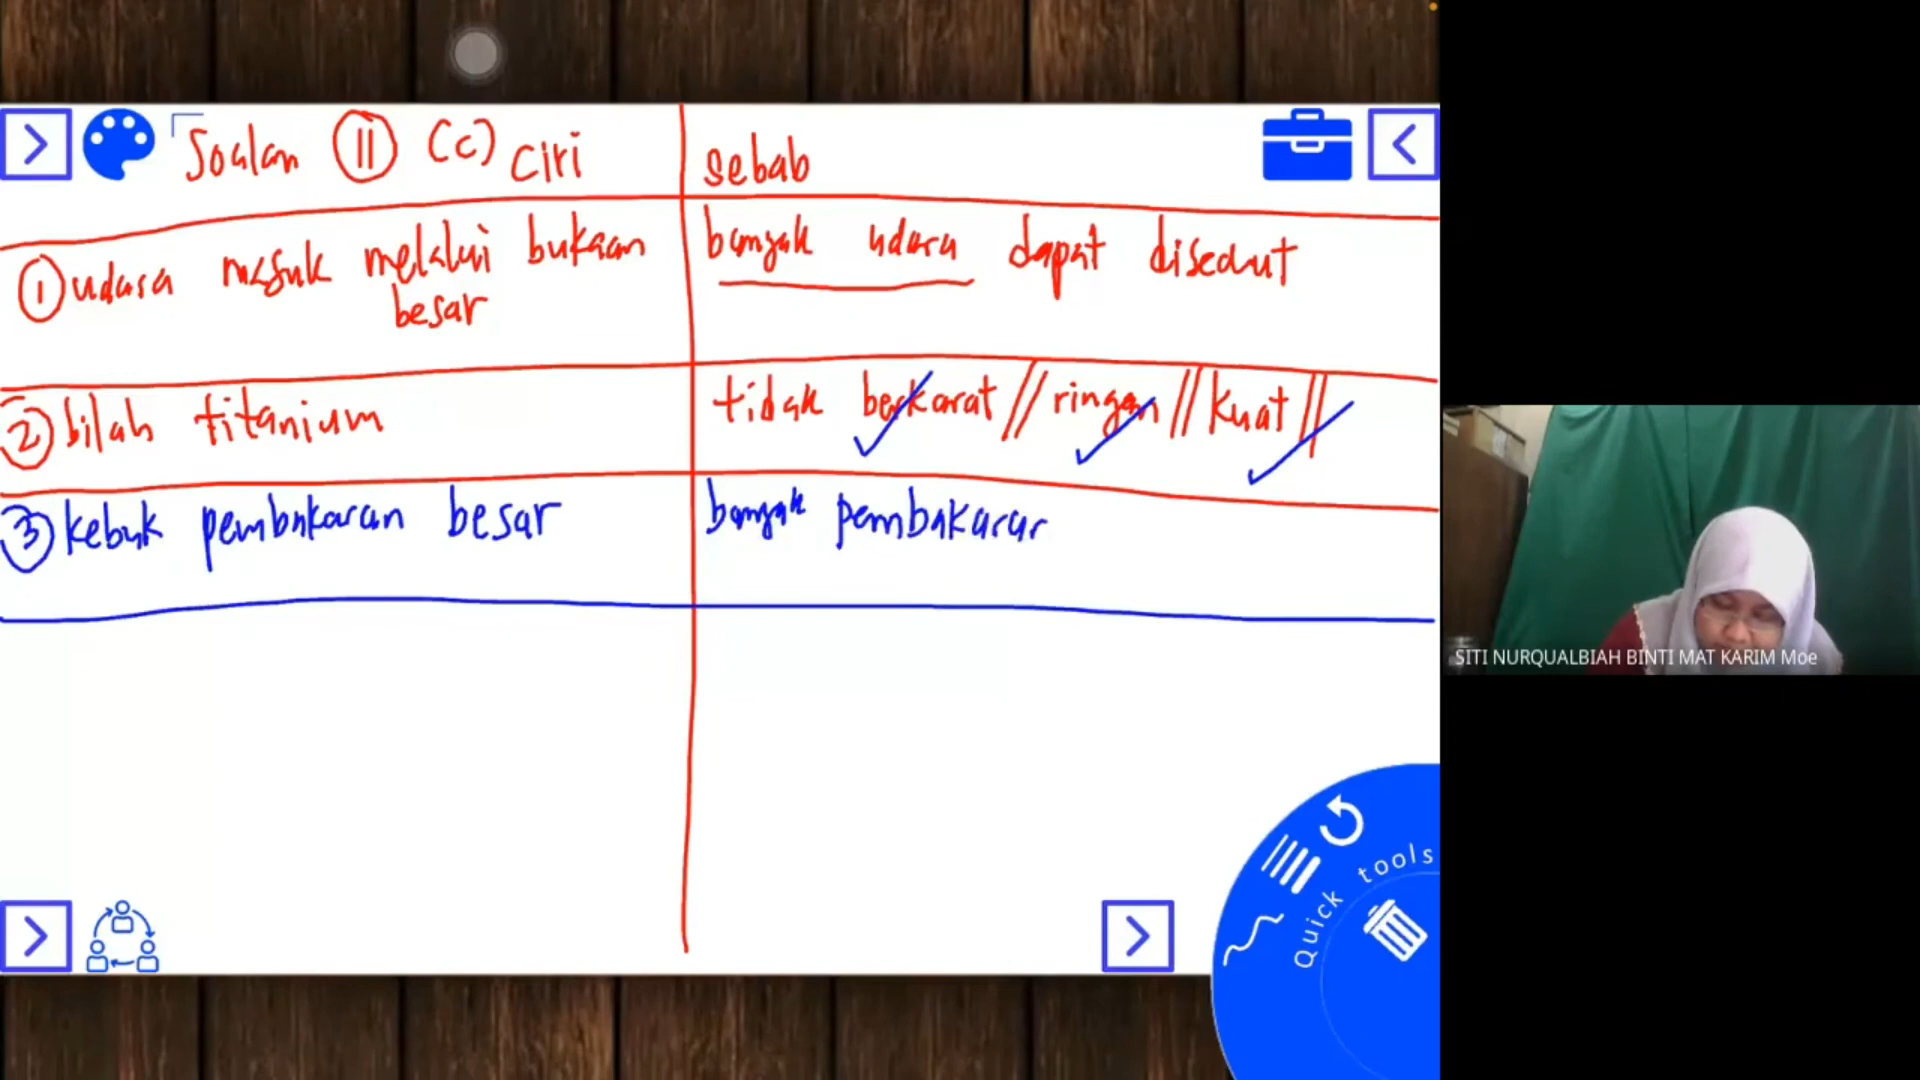 Soalan 11 (c) ciri
sebab
1 udara masuk melalui bukaan
besar
banyak udara dapat disedut
2 bilah titanium
tidak berkarat // ringan // kuat //
3 kebuk pembakaran besar
banyak pembakaran
SITI NURQUALBIAH BINTI MAT KARIM Moe
Quick tools